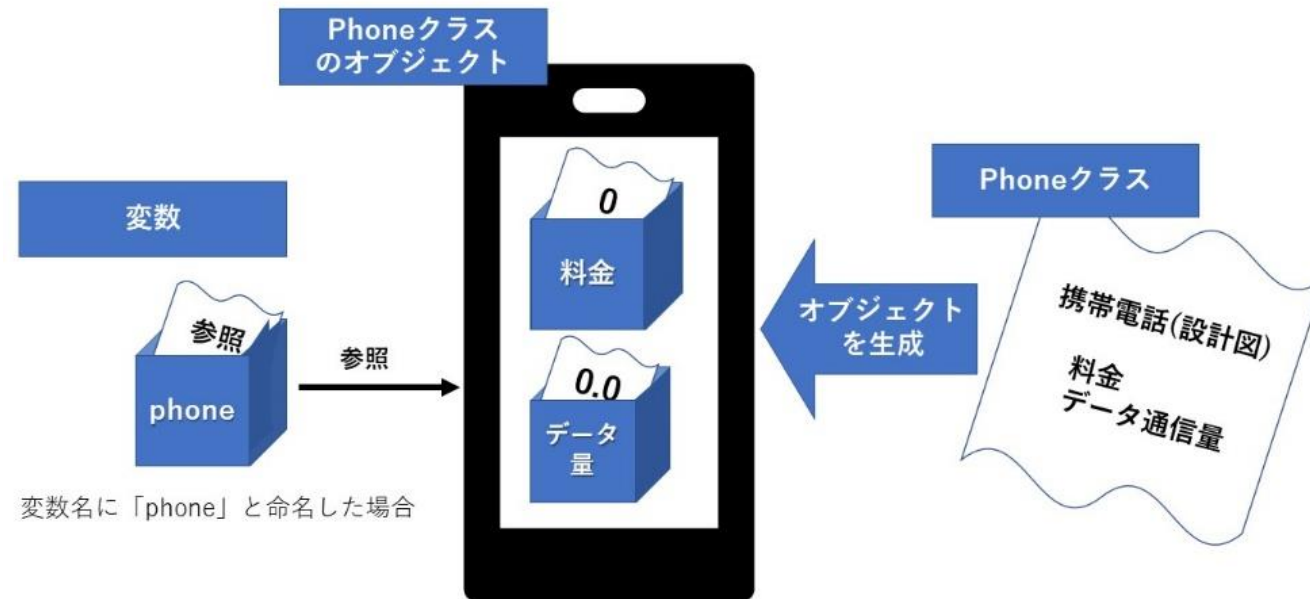 Phoneクラス
のオブジェクト
変数
参照
phone
変数名に「phone」と命名した場合
参照
0
料金
0.0
データ
量
オブジェクト
を生成
Phoneクラス
携帯電話(設計図)
料金
データ通信量